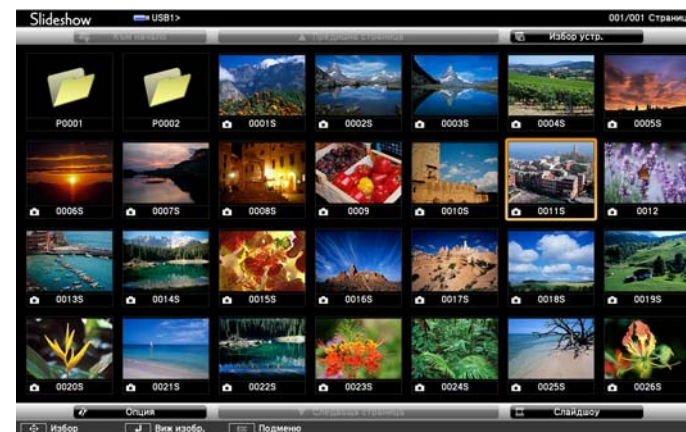 Slideshow USB1> 001/001 Страниц
Към начало ▲ Предишна страница Избор устр.
P0001 P0002 0001S 0002S 0003S 0004S 0005S
0006S 0007S 0008S 0009 0010S 0011S 0012
0013S 0014S 0015S 0016S 0017S 0018S 0019S
0020S 0021S 0022S 0023S 0024S 0025S 0026S
Опция ▼ Следваща страница Слайдшоу
Избор Виж изобр. Esc Подменю